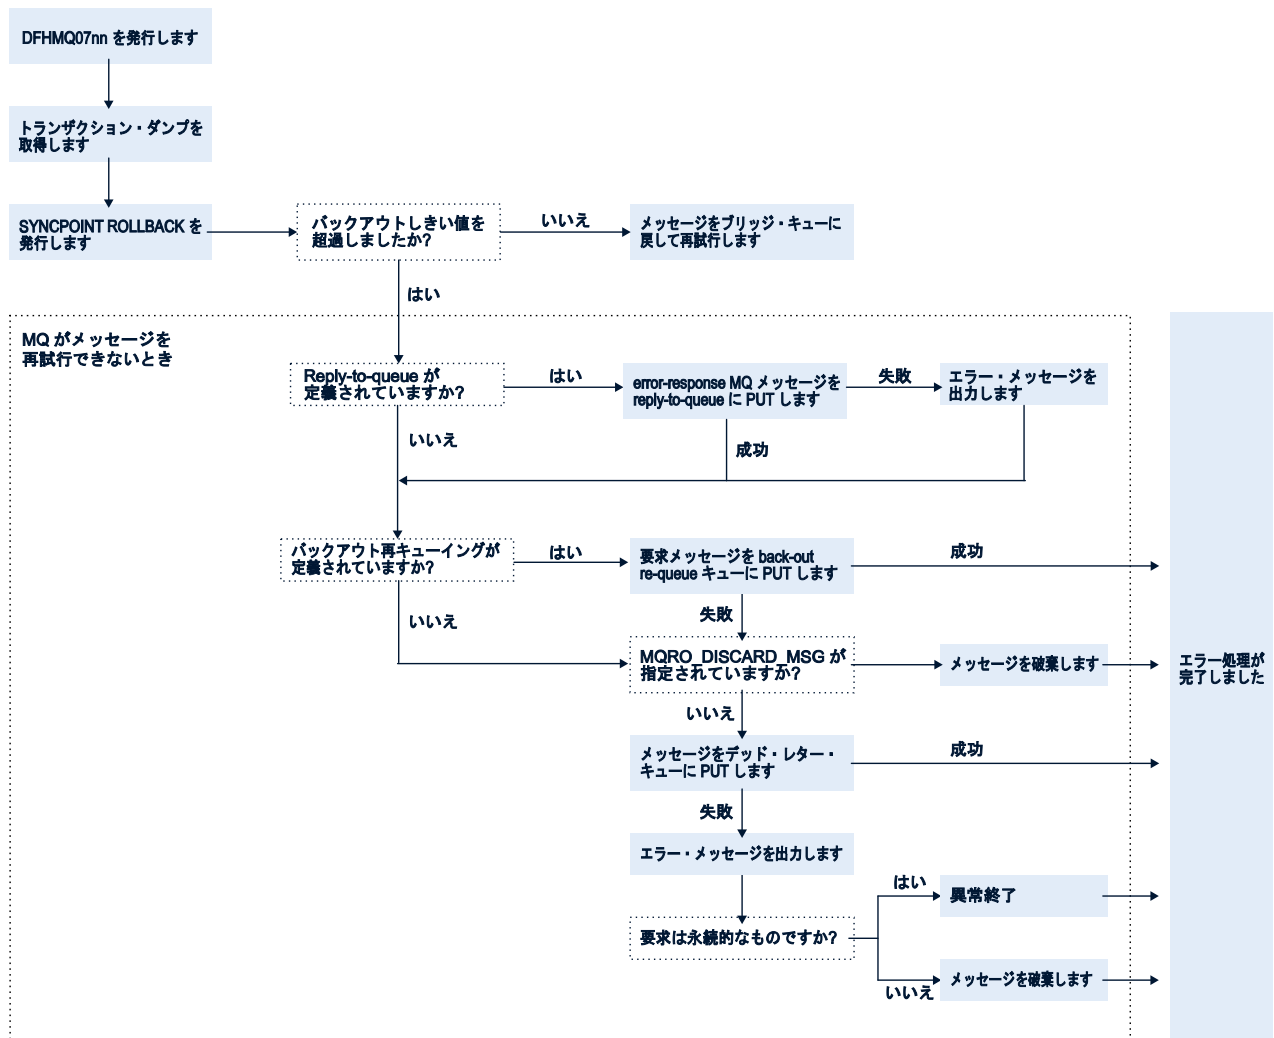 DFHMQ07nn を発行します
トランザクション・ダンプを
取得します
SYNCPOINT ROLLBACK を
発行します
バックアウトしきい値を
超過しましたか?
いいえ
メッセージをブリッジ・キューに
戻して再試行します
はい
MQ がメッセージを
再試行できないとき
Reply-to-queue が
定義されていますか?
はい
error-response MQ メッセージを
reply-to-queue に PUT します
失敗
エラー・メッセージを
出力します
いいえ
成功
バックアウト再キューイングが
定義されていますか?
はい
要求メッセージを back-out
re-queue キューに PUT します
成功
いいえ
失敗
MQRO_DISCARD_MSG が
指定されていますか?
メッセージを破棄します
エラー処理が
完了しました
いいえ
メッセージをデッド・レター・
キューに PUT します
成功
失敗
エラー・メッセージを出力します
はい
異常終了
要求は永続的なものですか?
いいえ
メッセージを破棄します